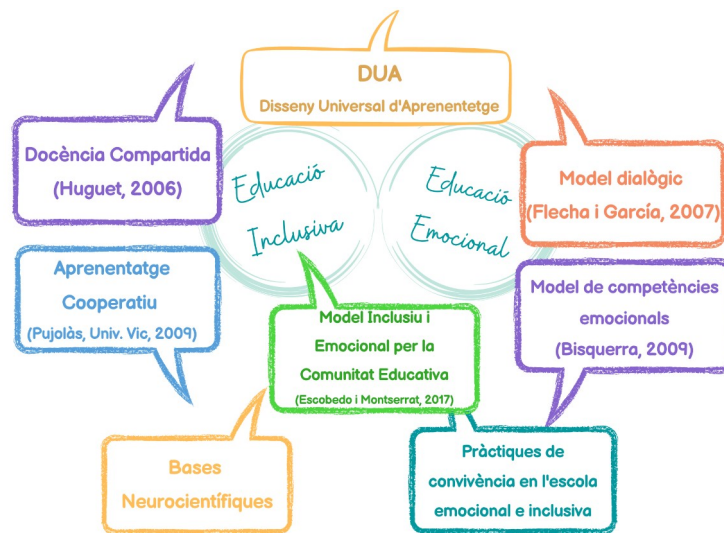 DUA
Disseny Universal d'Aprenentetge
Docència Compartida
(Huguet, 2006)
Educació
Inclusiva
Educació
Emocional
Model dialògic
(Flecha i García, 2007)
Aprenentatge
Cooperatiu
(Pujolàs, Univ. Vic, 2009)
Model Inclusiu i
Emocional per la
Comunitat Educativa
(Escobedo i Montserrat, 2017)
Model de competències
emocionals
(Bisquerra, 2009)
Bases
Neurocientífiques
Pràctiques de
convivència en l'escola
emocional e inclusiva